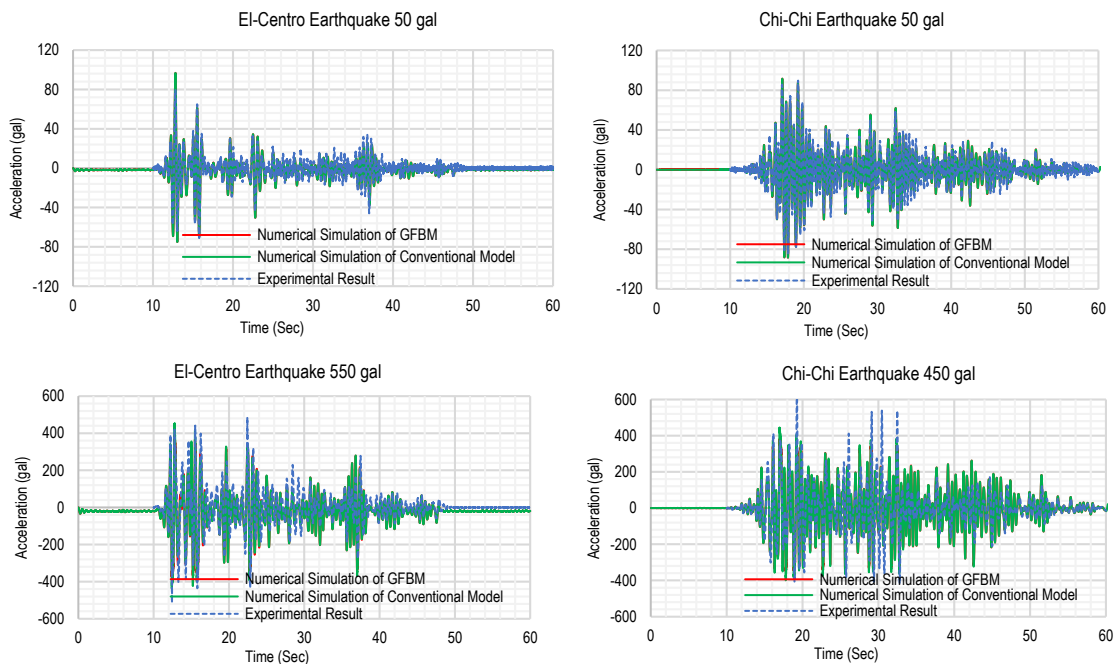 El-Centro Earthquake 50 gal
120
80
40
0
-40
-80
-120
Acceleration (gal)
0 10 20 30 40 50 60
Time (Sec)
Numerical Simulation of GFBM
Numerical Simulation of Conventional Model
Experimental Result
Chi-Chi Earthquake 50 gal
120
80
40
0
-40
-80
-120
Acceleration (gal)
0 10 20 30 40 50 60
Time (Sec)
Numerical Simulation of GFBM
Numerical Simulation of Conventional Model
Experimental Result
El-Centro Earthquake 550 gal
600
400
200
0
-200
-400
-600
Acceleration (gal)
0 10 20 30 40 50 60
Time (Sec)
Numerical Simulation of GFBM
Numerical Simulation of Conventional Model
Experimental Result
Chi-Chi Earthquake 450 gal
600
400
200
0
-200
-400
-600
Acceleration (gal)
0 10 20 30 40 50 60
Time (Sec)
Numerical Simulation of GFBM
Numerical Simulation of Conventional Model
Experimental Result